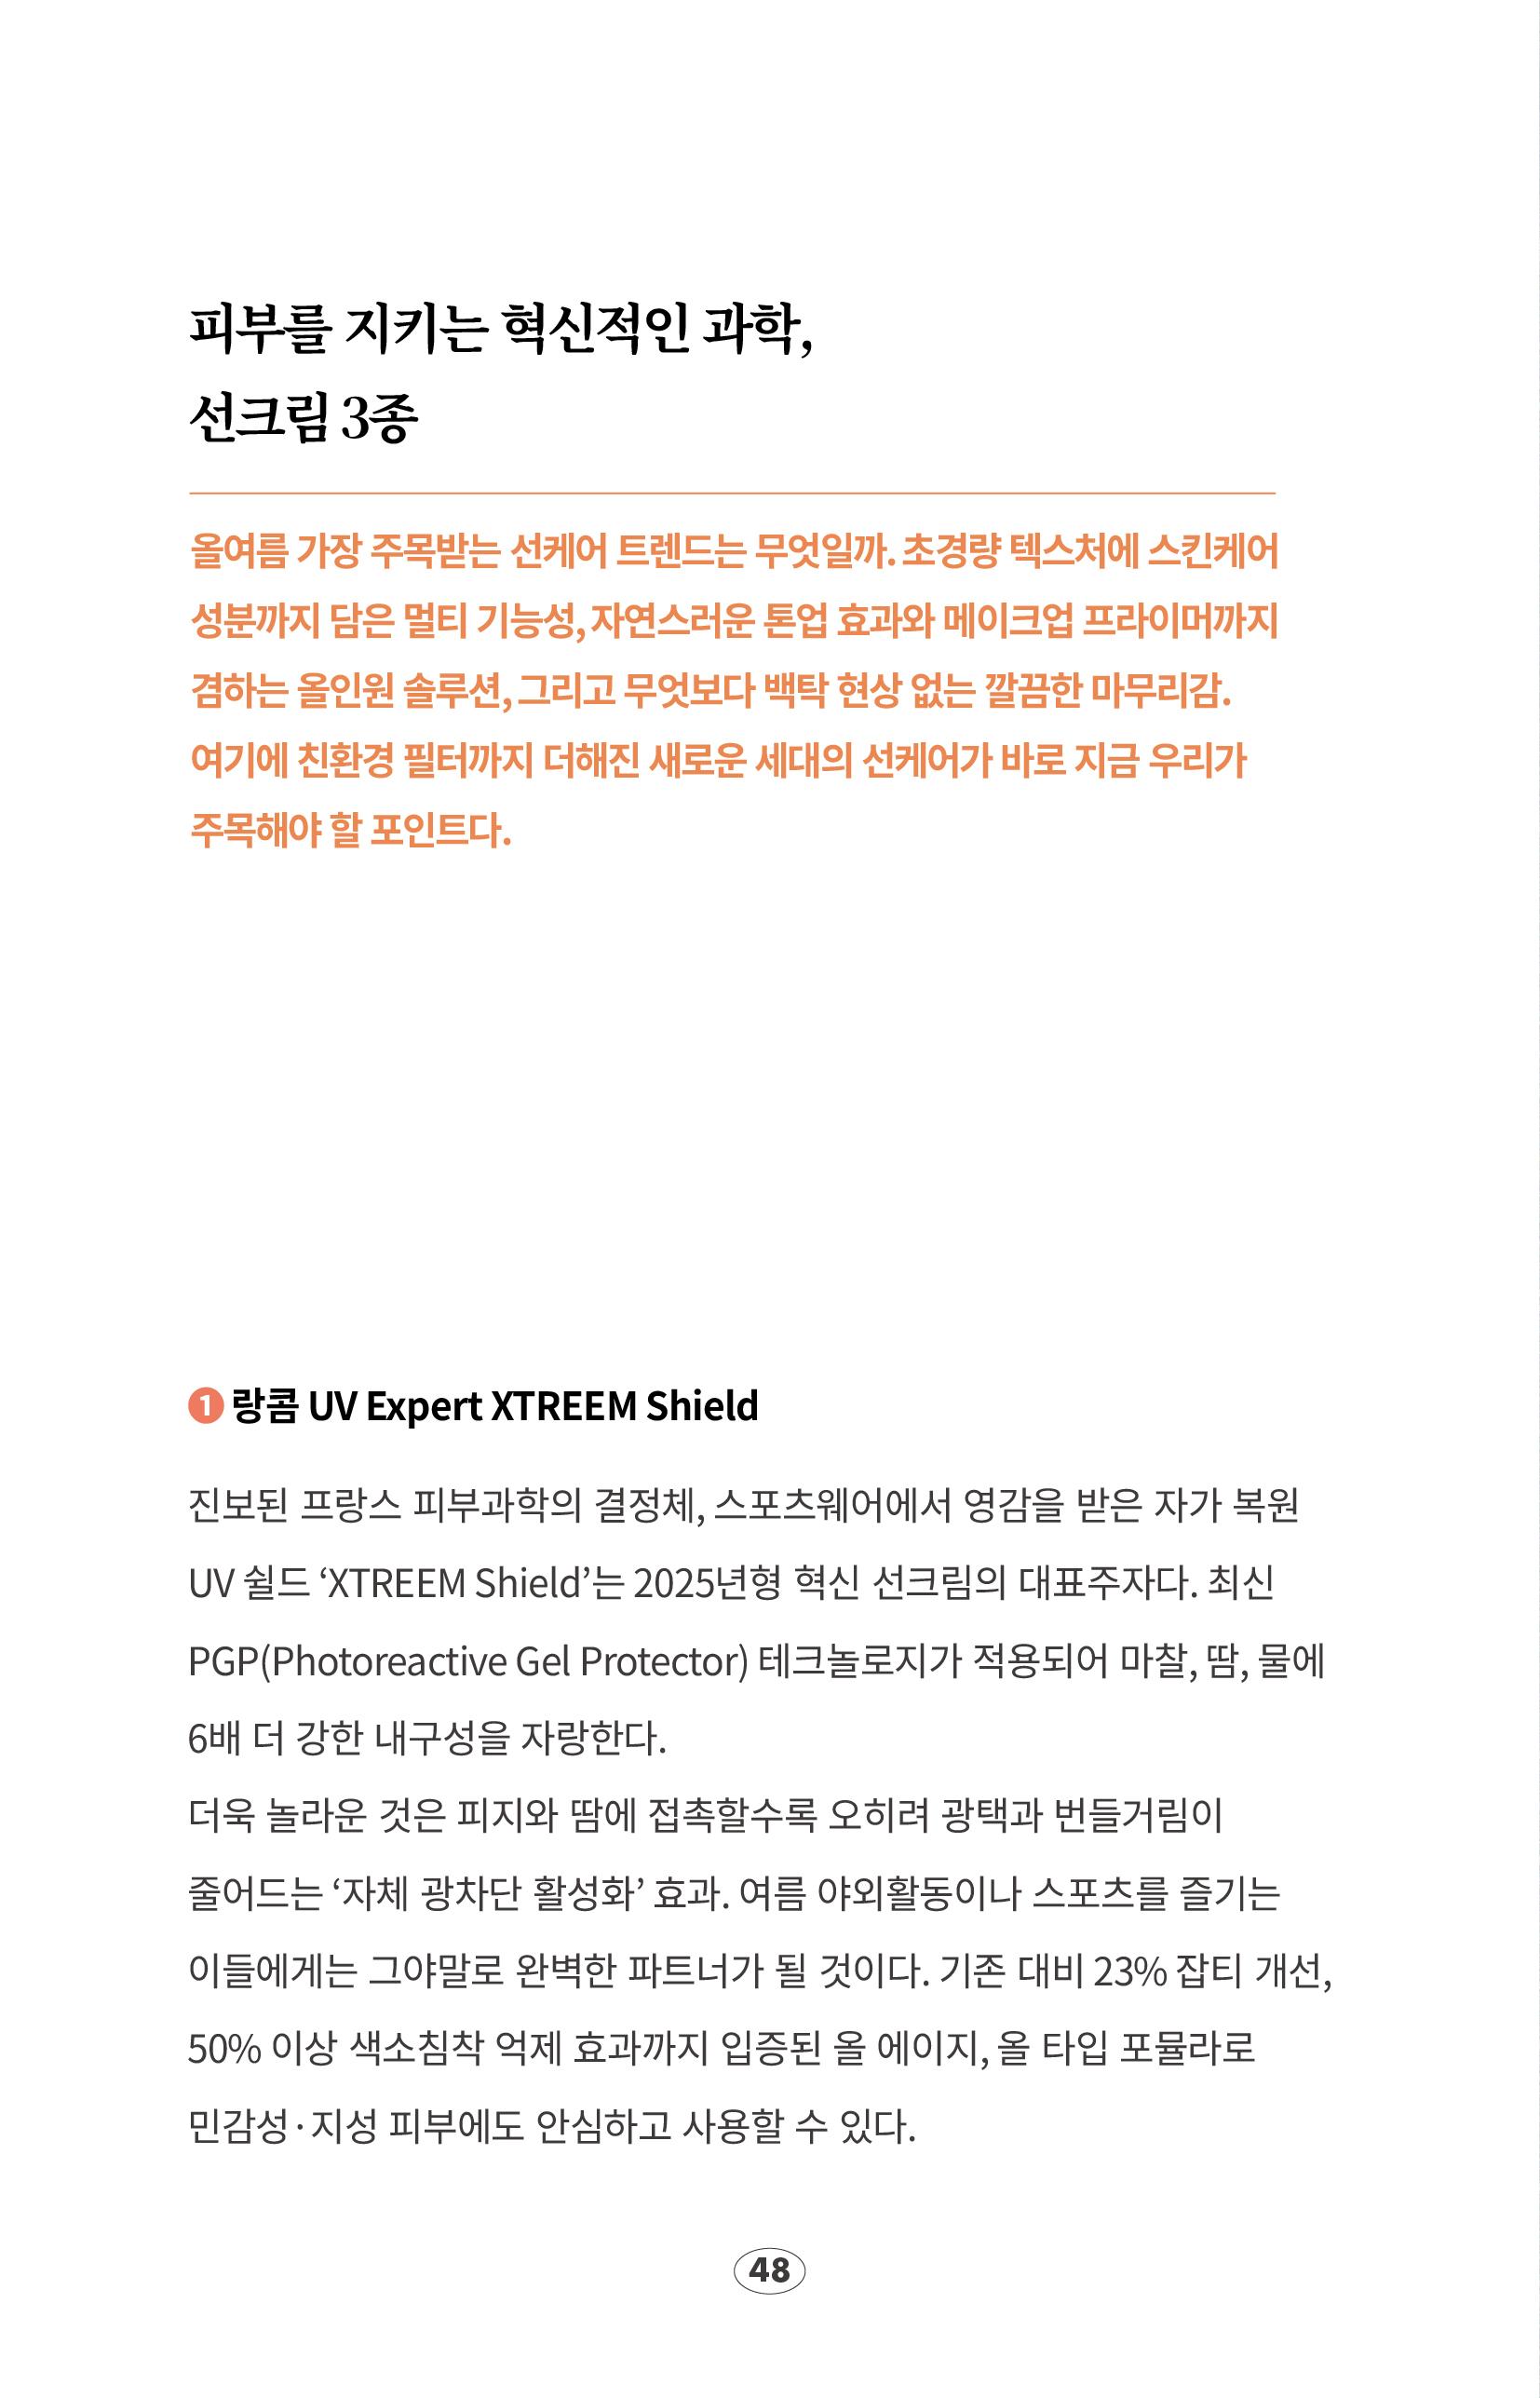 피부를 지키는 혁신적인 과학,
선크림 3종
올여름 가장 주목받는 선케어 트렌드는 무엇일까. 초경량 텍스처에 스킨케어
성분까지 담은 멀티 기능성, 자연스러운 톤업 효과와 메이크업 프라이머까지
겸하는 올인원 솔루션, 그리고 무엇보다 백탁 현상 없는 깔끔한 마무리감.
여기에 친환경 필터까지 더해진 새로운 세대의 선케어가 바로 지금 우리가
주목해야 할 포인트다.
1 랑콤 UV Expert XTREEM Shield
진보된 프랑스 피부과학의 결정체, 스포츠웨어에서 영감을 받은 자가 복원
UV 쉴드 ‘XTREEM Shield’는 2025년형 혁신 선크림의 대표주자다. 최신
PGP(Photoreactive Gel Protector) 테크놀로지가 적용되어 마찰, 땀, 물에
6배 더 강한 내구성을 자랑한다.
더욱 놀라운 것은 피지와 땀에 접촉할수록 오히려 광택과 번들거림이
줄어드는 ‘자체 광차단 활성화’ 효과. 여름 야외활동이나 스포츠를 즐기는
이들에게는 그야말로 완벽한 파트너가 될 것이다. 기존 대비 23% 잡티 개선,
50% 이상 색소침착 억제 효과까지 입증된 올 에이지, 올 타입 포뮬라로
민감성·지성 피부에도 안심하고 사용할 수 있다.
48